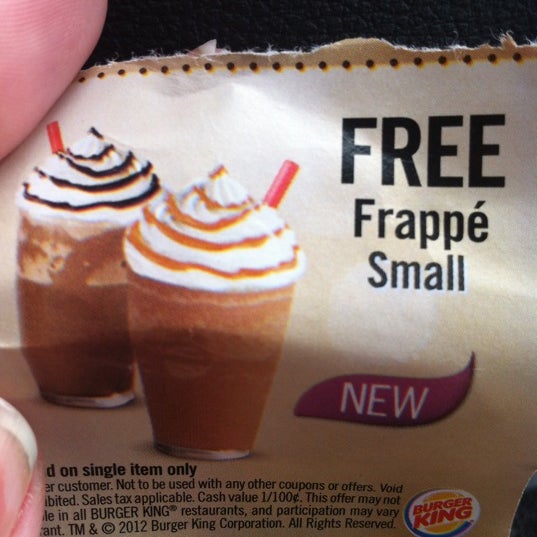 FREE
Frappé
Small
NEW
d on single item only
er customer. Not to be used with any other coupons or offers. Void
ibited. Sales tax applicable. Cash value 1/100¢. This offer may not
le in all BURGER KING® restaurants, and participation may vary
rant. TM & © 2012 Burger King Corporation. All Rights Reserved.
BURGER
KING